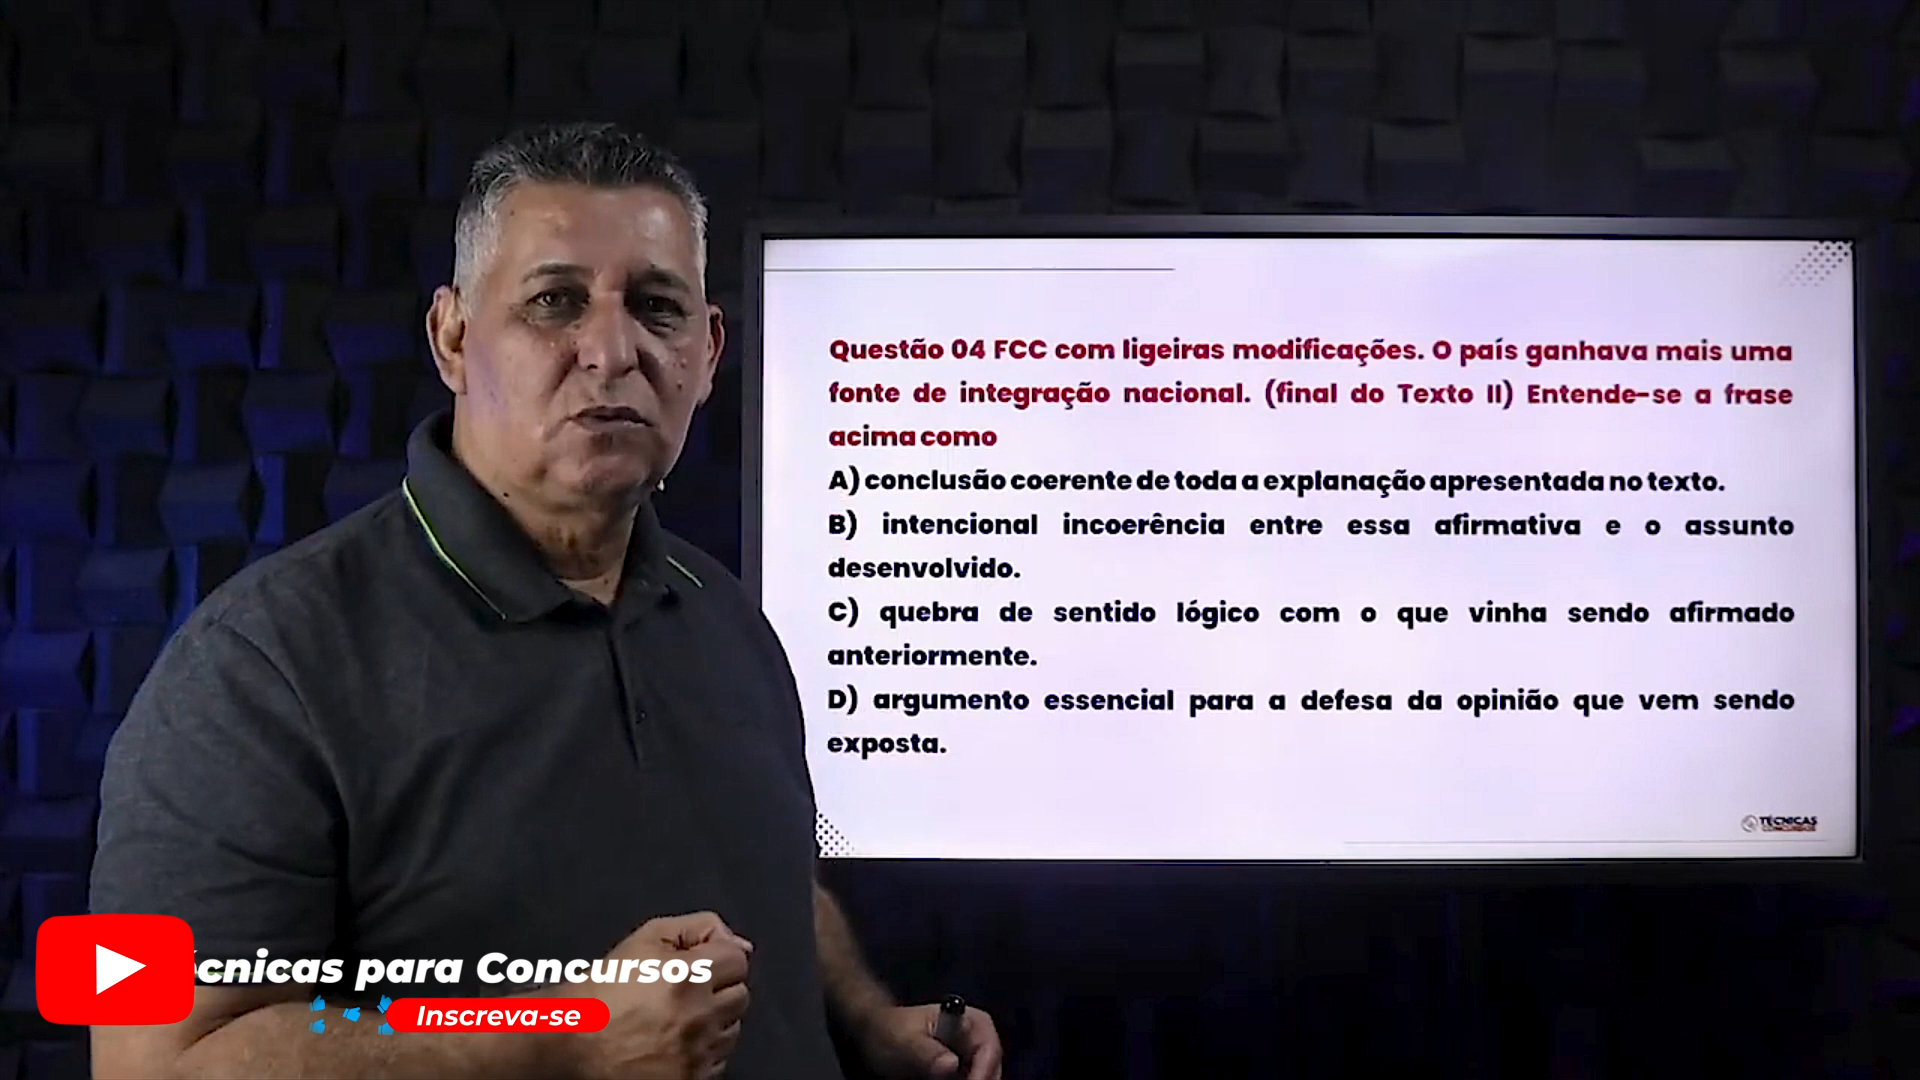 Questão 04 FCC com ligeiras modificações. O país ganhava mais uma
fonte de integração nacional. (final do Texto II) Entende-se a frase
acima como
A) conclusão coerente de toda a explanação apresentada no texto.
B) intencional incoerência entre essa afirmativa e o assunto
desenvolvido.
C) quebra de sentido lógico com o que vinha sendo afirmado
anteriormente.
D) argumento essencial para a defesa da opinião que vem sendo
exposta.
TÉCNICAS
CONCURSOS
écnicas para Concursos
Inscreva-se